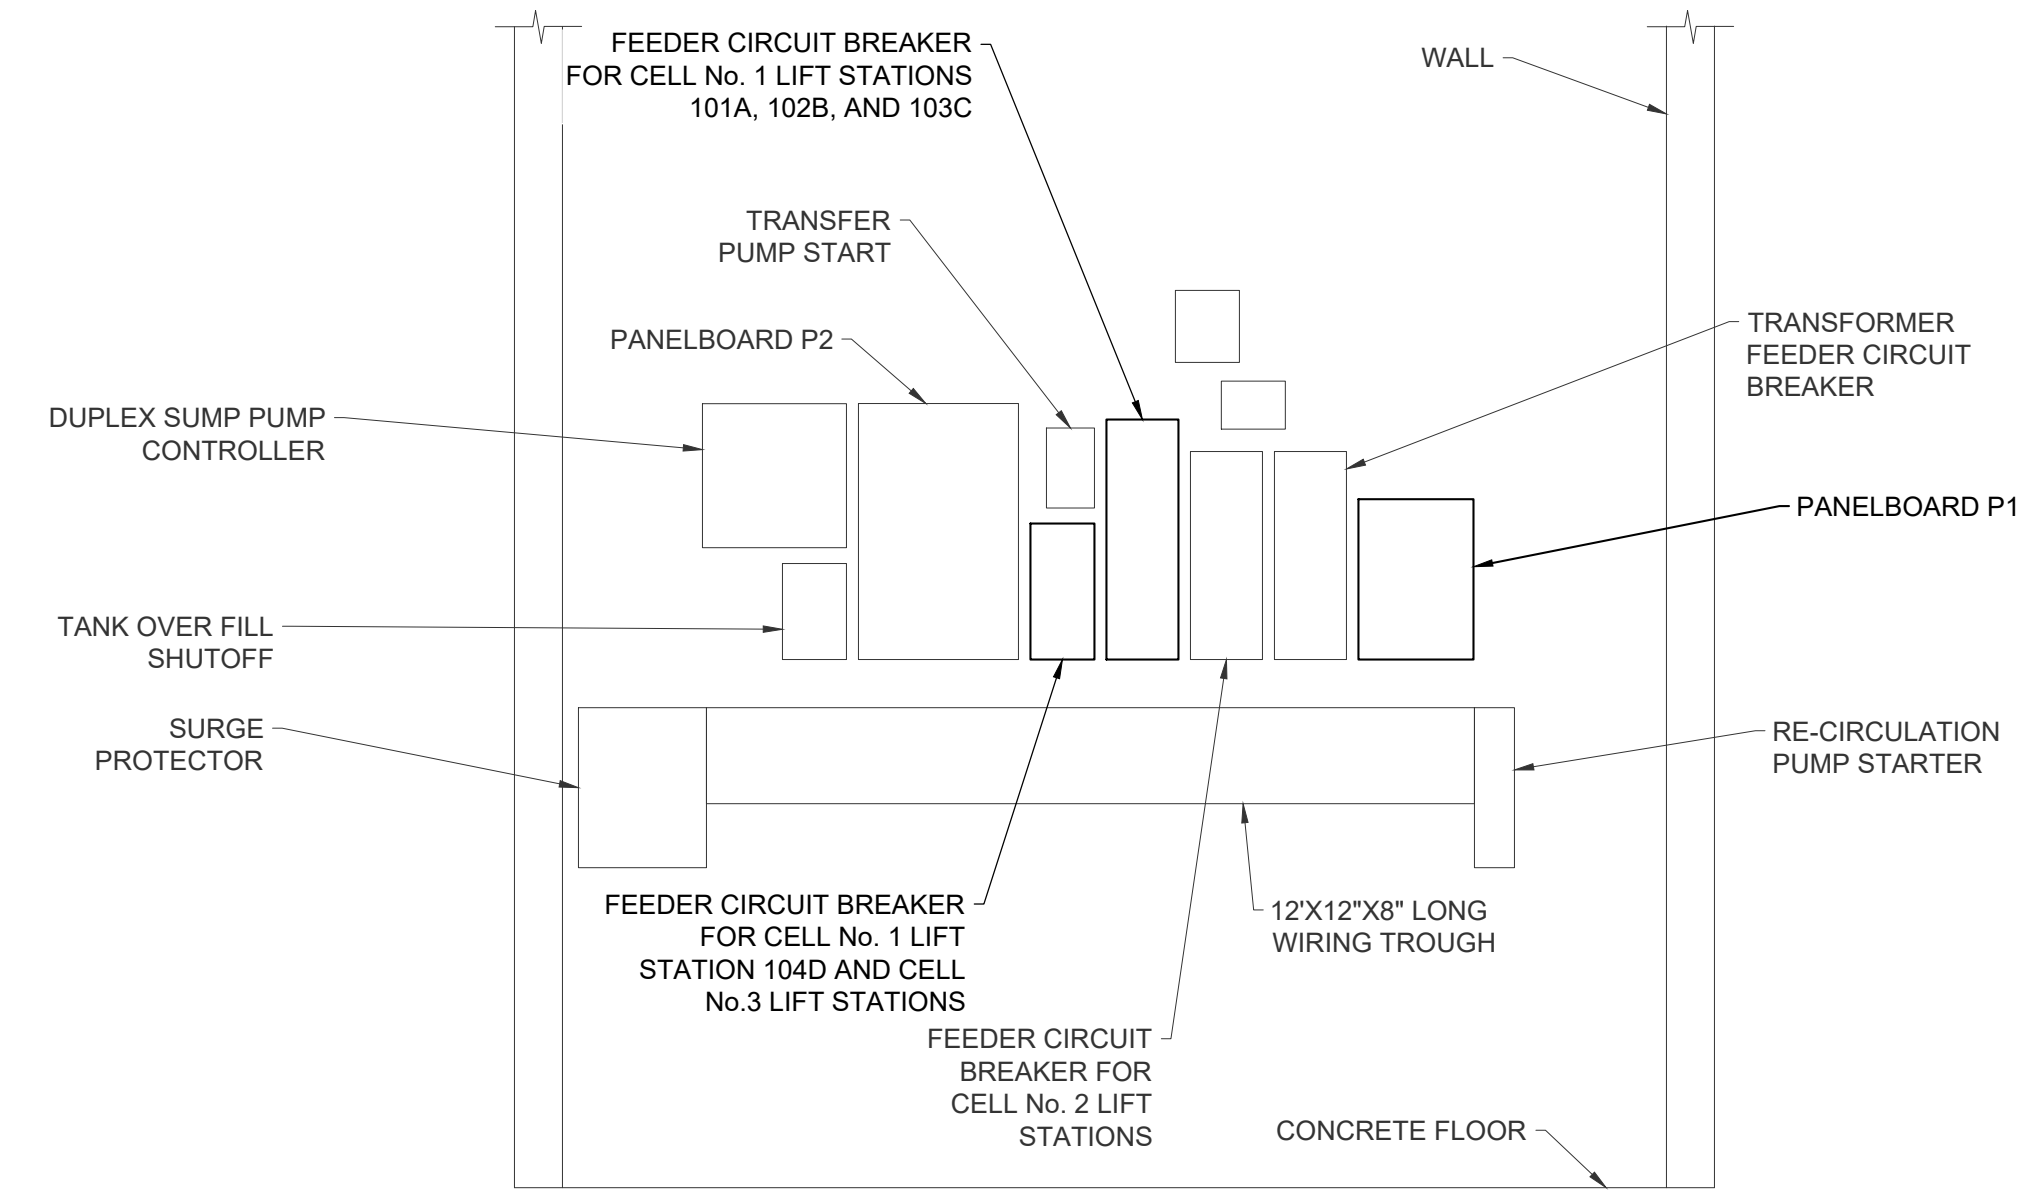 FEEDER CIRCUIT BREAKER
FOR CELL No. 1 LIFT STATIONS
101A, 102B, AND 103C
WALL
TRANSFER
PUMP START
PANELBOARD P2
TRANSFORMER
FEEDER CIRCUIT
BREAKER
DUPLEX SUMP PUMP
CONTROLLER
PANELBOARD P1
TANK OVER FILL
SHUTOFF
SURGE
PROTECTOR
RE-CIRCULATION
PUMP STARTER
FEEDER CIRCUIT BREAKER
FOR CELL No. 1 LIFT
STATION 104D AND CELL
No.3 LIFT STATIONS
12'X12"X8" LONG
WIRING TROUGH
FEEDER CIRCUIT
BREAKER FOR
CELL No. 2 LIFT
STATIONS
CONCRETE FLOOR